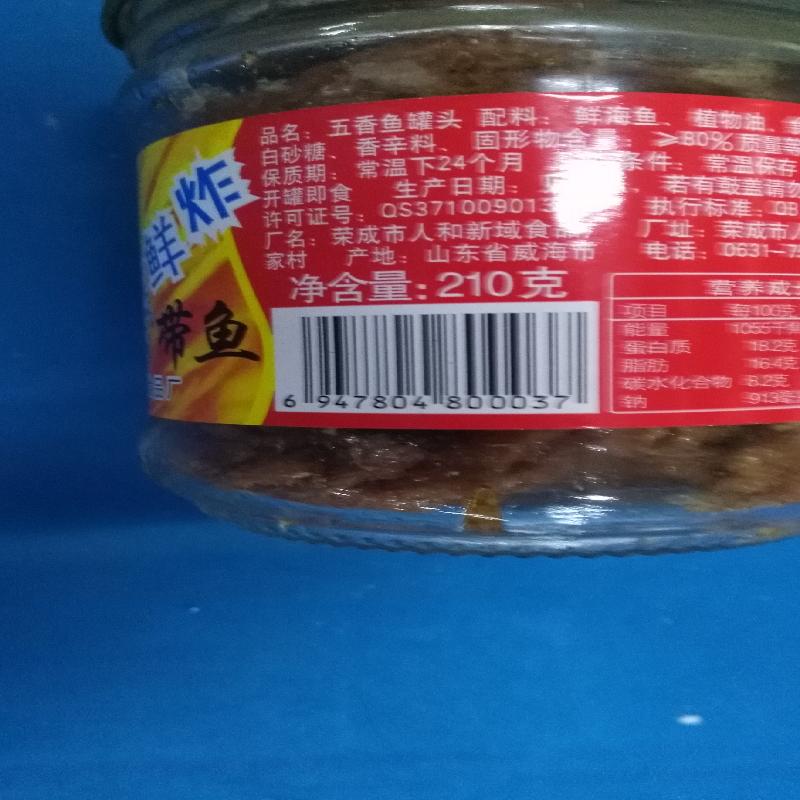 鲜炸
带鱼
品名：五香鱼罐头 配料：鲜海鱼、植物油、
白砂糖、香辛料、固形物含量：≥80% 质量等
保质期：常温下24个月 条件：常温保存
开罐即食 生产日期：见 若有鼓盖请勿
许可证号：QS371009013 执行标准：QB
厂名：荣成市人和新域食 厂址：荣成市人
家村 产地：山东省威海市 电话：0631-7
净含量：210克
营养成
项目 每100克
能量 1055千
蛋白质 18.2克
脂肪 16.4克
碳水化合物 8.2克
钠 913毫
6 947804 800037